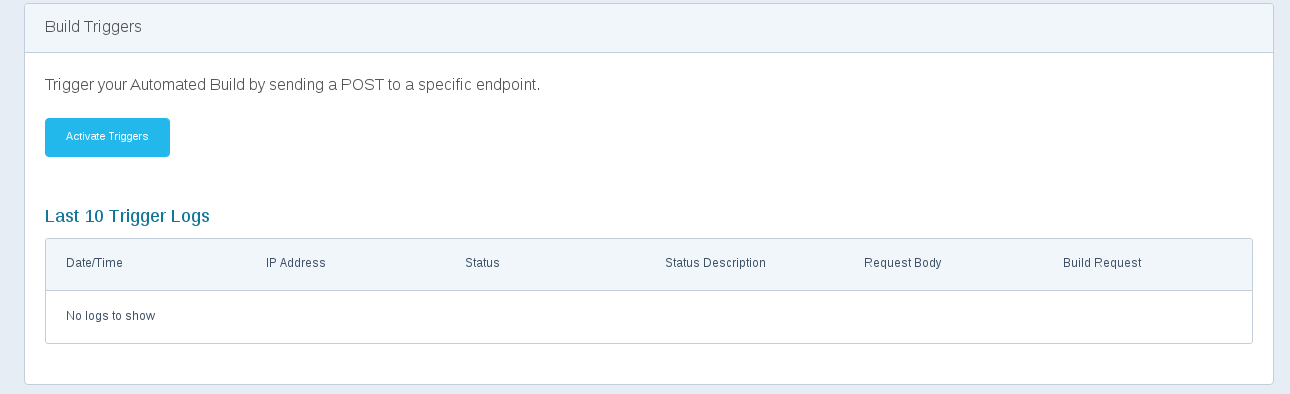 Build Triggers
Trigger your Automated Build by sending a POST to a specific endpoint.
Activate Triggers
Last 10 Trigger Logs
Date/Time IP Address Status Status Description Request Body Build Request
No logs to show